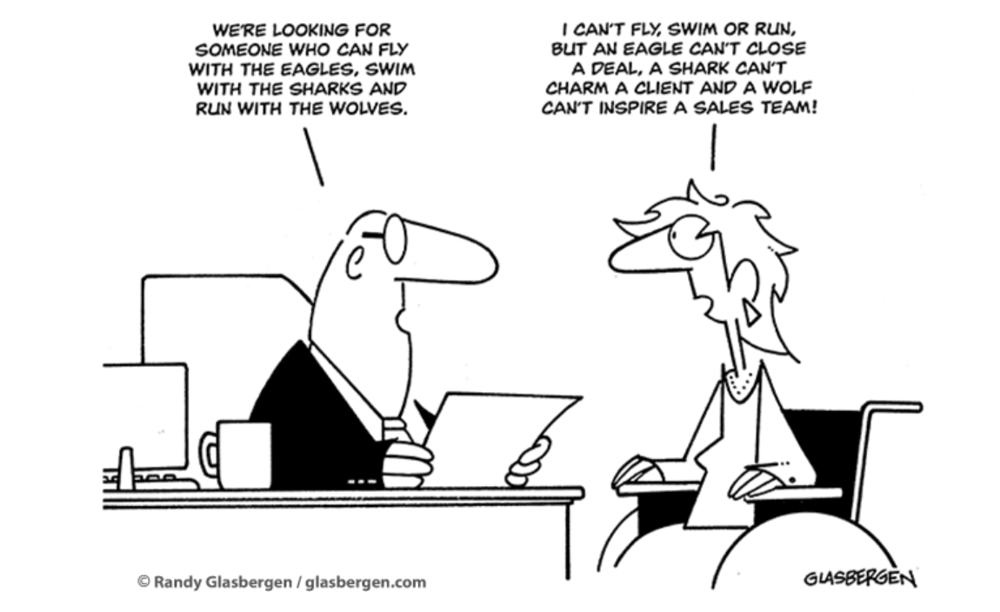 WE'RE LOOKING FOR
SOMEONE WHO CAN FLY
WITH THE EAGLES, SWIM
WITH THE SHARKS AND
RUN WITH THE WOLVES.
I CAN'T FLY, SWIM OR RUN,
BUT AN EAGLE CAN'T CLOSE
A DEAL, A SHARK CAN'T
CHARM A CLIENT AND A WOLF
CAN'T INSPIRE A SALES TEAM!
© Randy Glasbergen / glasbergen.com
GLASBERGEN